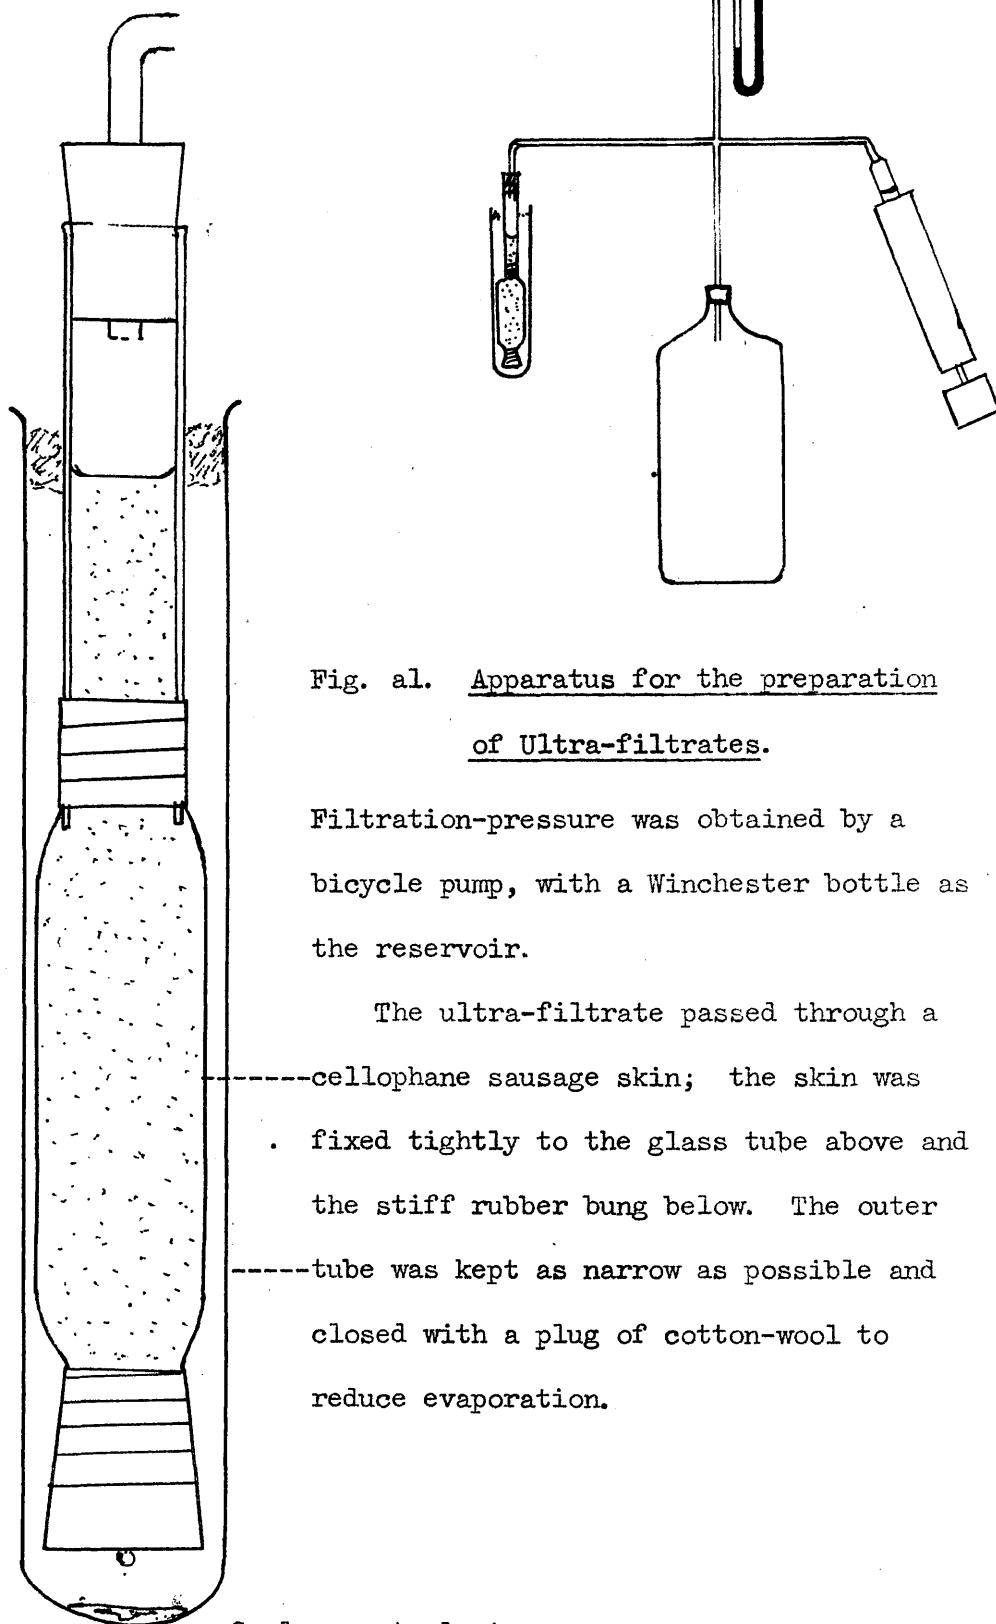 Fig. a1. Apparatus for the preparation
of Ultra-filtrates.
Filtration-pressure was obtained by a
bicycle pump, with a Winchester bottle as
the reservoir.
The ultra-filtrate passed through a
cellophane sausage skin; the skin was
fixed tightly to the glass tube above and
the stiff rubber bung below. The outer
tube was kept as narrow as possible and
closed with a plug of cotton-wool to
reduce evaporation.